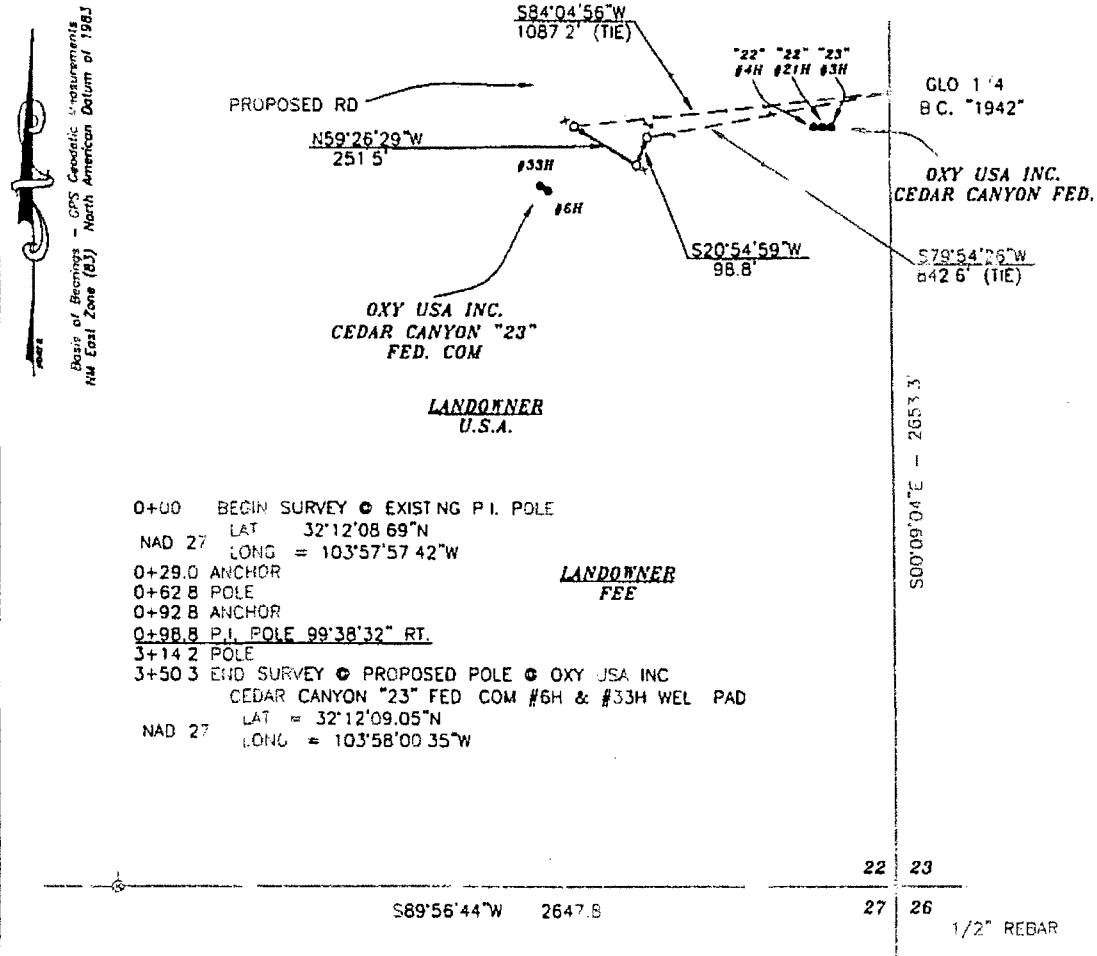 S84°04'56"W
1087.2' (TIE)
"22" "22" "23"
#4H #21H #3H
GLO 1/4
B.C. "1942"
PROPOSED RD
N59°26'29"W
251.5'
#33H
#6H
OXY USA INC.
CEDAR CANYON FED.
S20°54'59"W
98.8'
S79°54'26"W
842.6' (TIE)
Basis of Bearings - GPS Geodetic Measurements
NM East Zone (83) North American Datum of 1983
OXY USA INC.
CEDAR CANYON "23"
FED. COM
LANDOWNER
U.S.A.
S00°09'04"E - 2653.3'
0+00 BEGIN SURVEY @ EXISTING P.I. POLE
NAD 27 LAT 32°12'08.69"N
LONG = 103°57'57.42"W
0+29.0 ANCHOR
0+62.8 POLE
0+92.8 ANCHOR
0+98.8 P.I. POLE 99°38'32" RT.
3+14.2 POLE
3+50.3 END SURVEY @ PROPOSED POLE @ OXY USA INC
CEDAR CANYON "23" FED COM #6H & #33H WEL PAD
NAD 27 LAT = 32°12'09.05"N
LONG = 103°58'00.35"W
LANDOWNER
FEE
22 23
27 26
S89°56'44"W 2647.8
1/2" REBAR